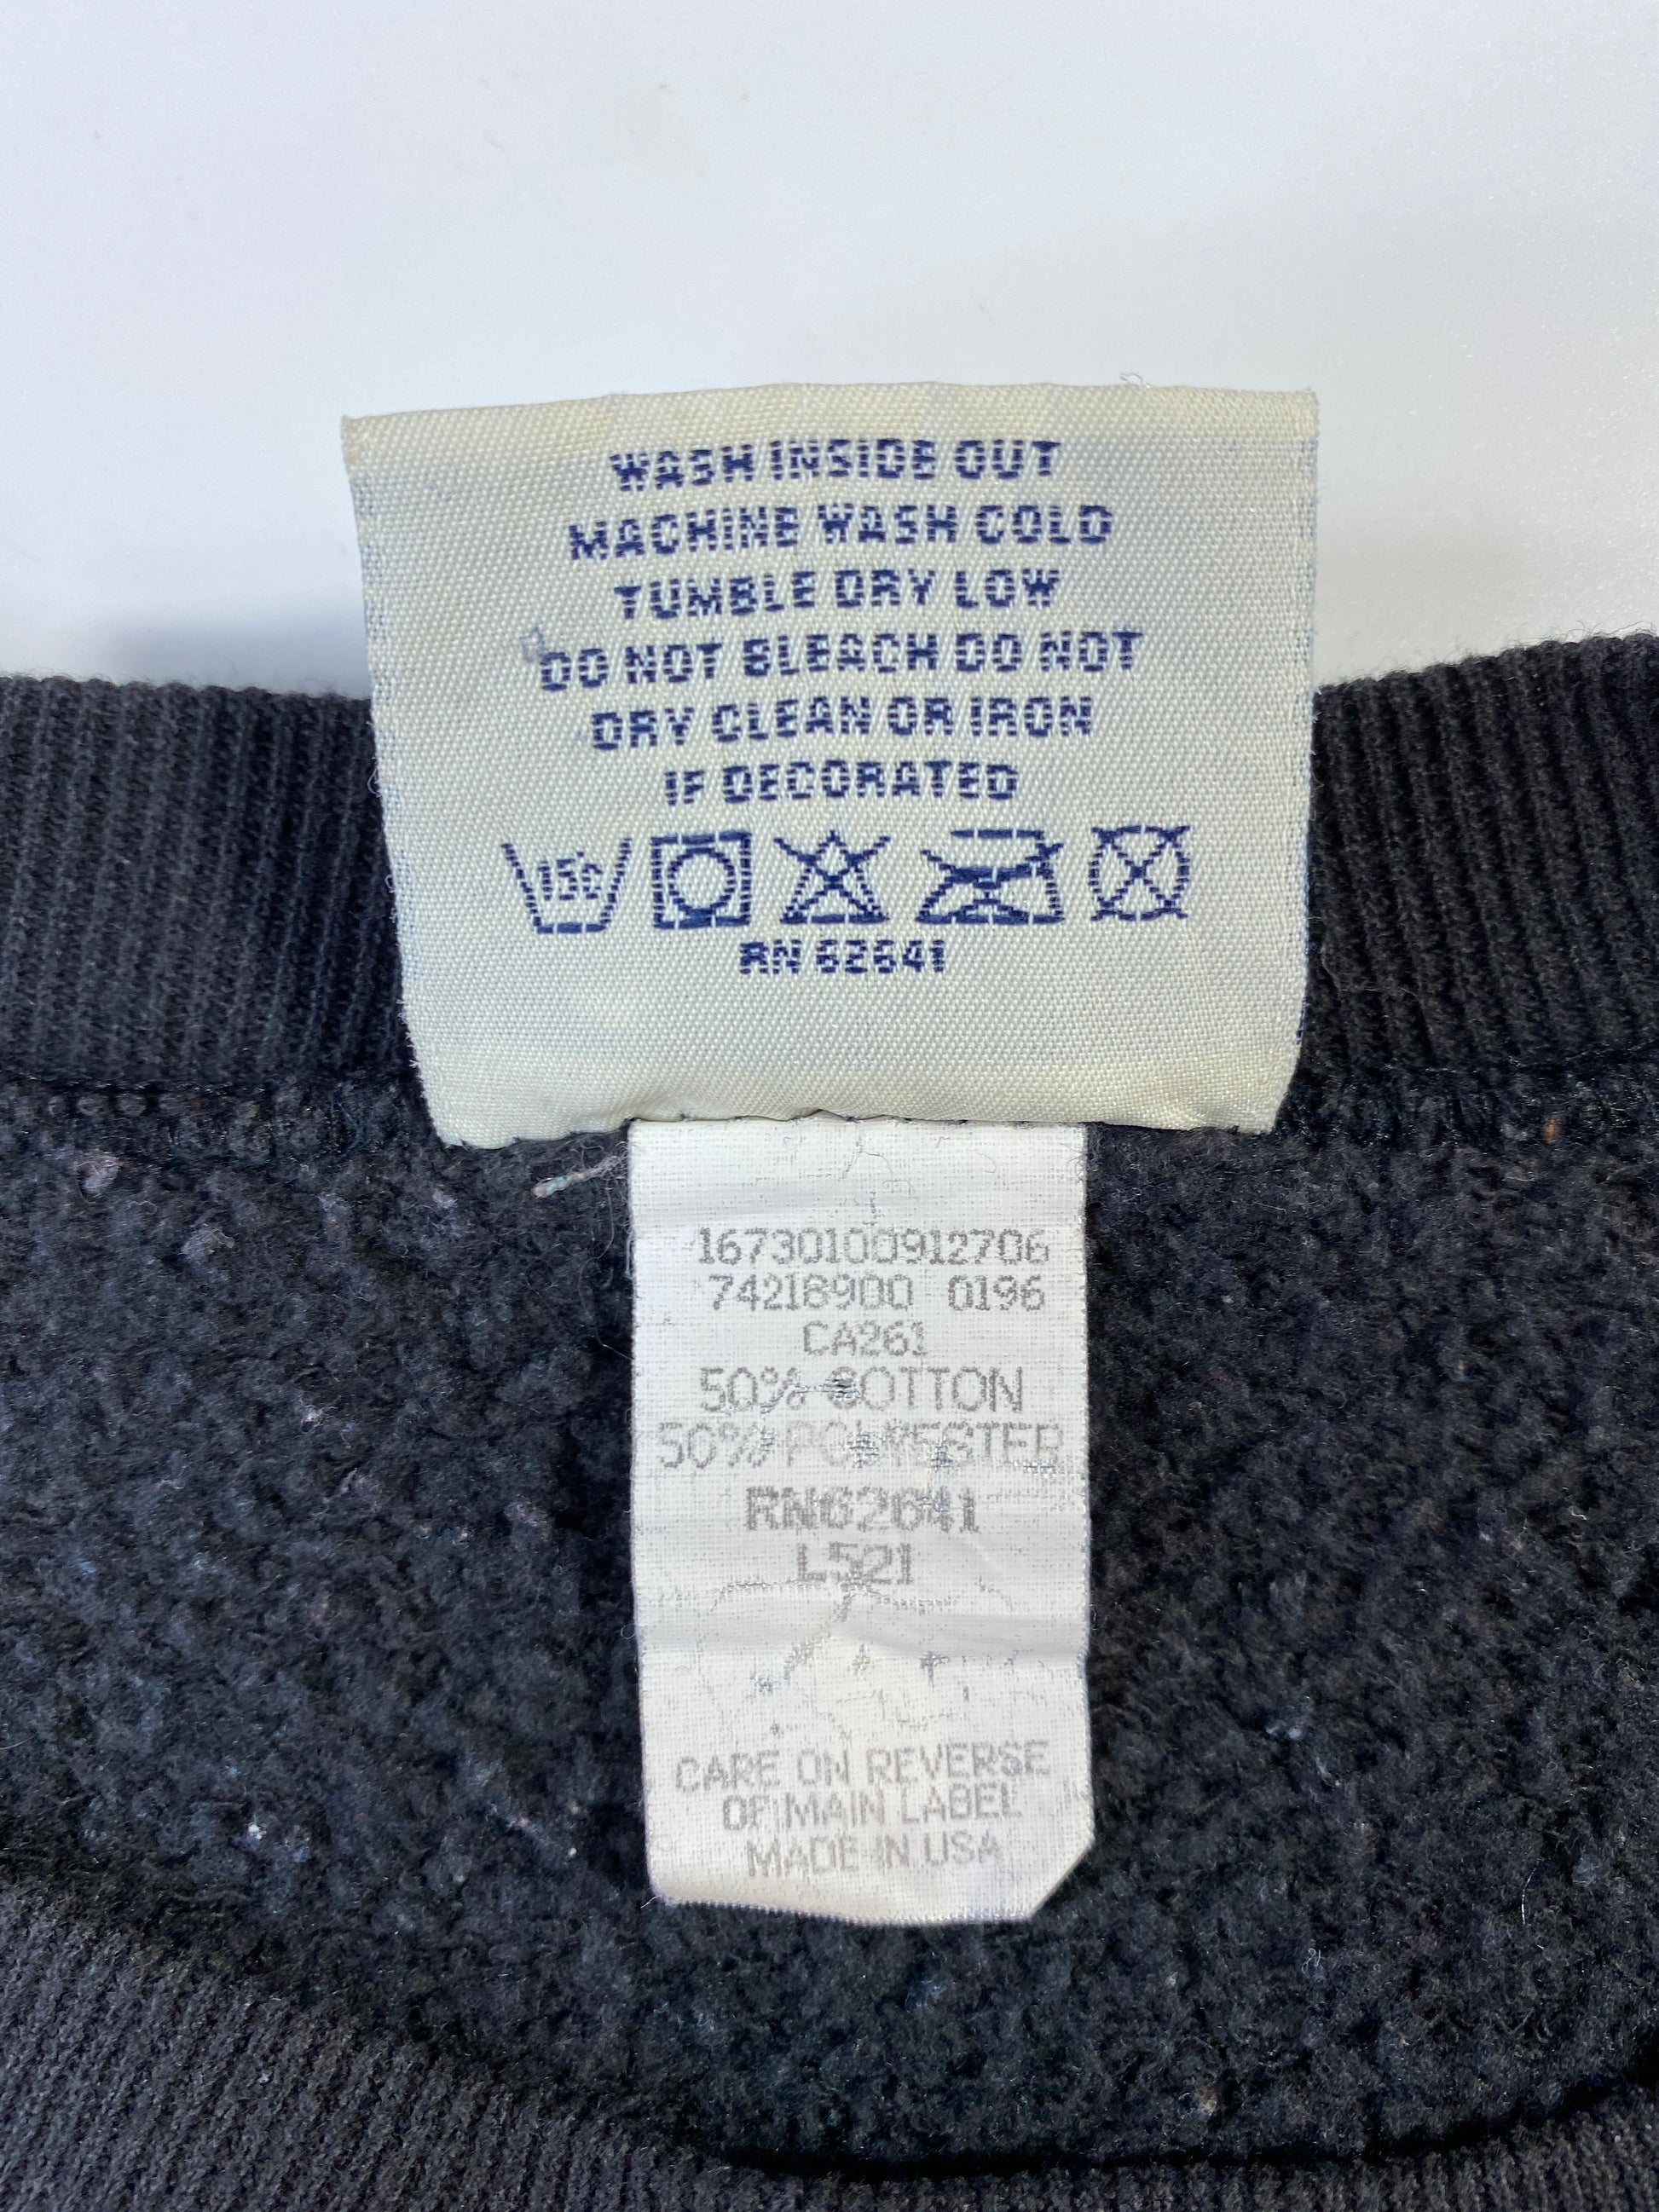 WASH INSIDE OUT
MACHINE WASH COLD
TUMBLE DRY LOW
DO NOT BLEACH DO NOT
DRY CLEAN OR IRON
IF DECORATED
15c
RN 62641
16730100912706
74218900 0196
CA261
50% COTTON
50% POLYESTER
RN62641
L521
CARE ON REVERSE
OF MAIN LABEL
MADE IN USA